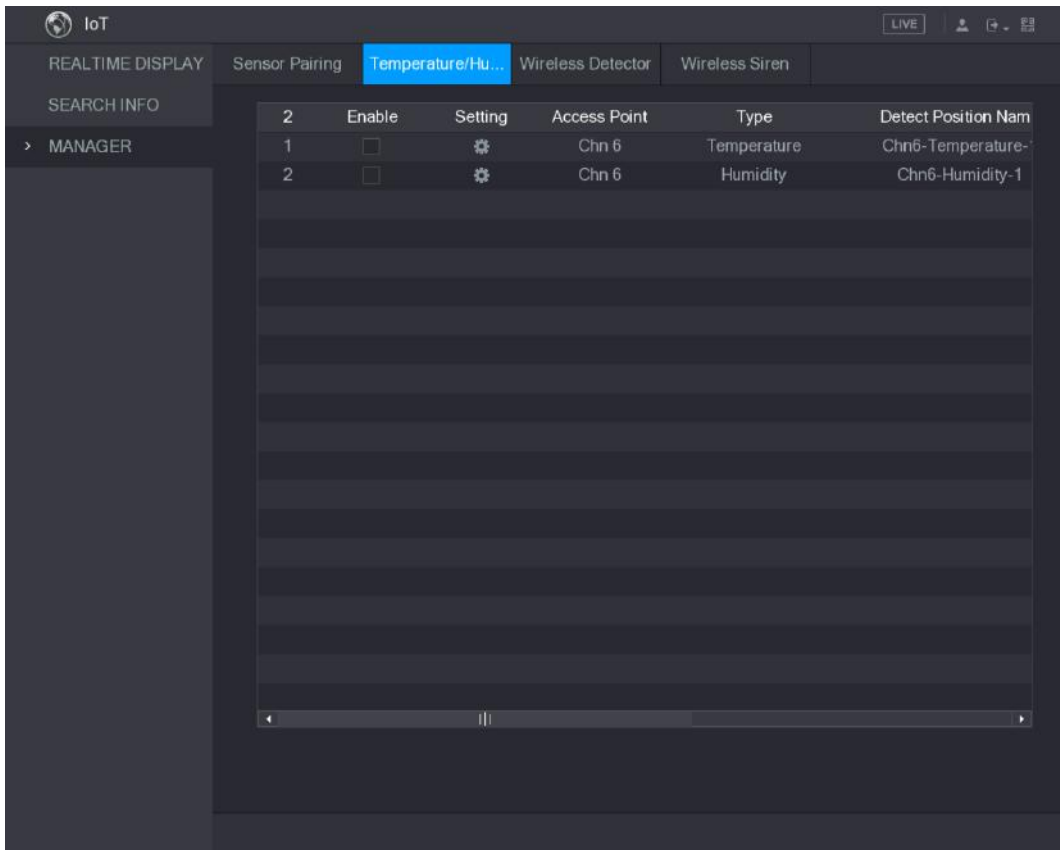 IoT LIVE
REALTIME DISPLAY
SEARCH INFO
> MANAGER
Sensor Pairing Temperature/Hu... Wireless Detector Wireless Siren
2 Enable Setting Access Point Type Detect Position Nam
1 Chn 6 Temperature Chn6-Temperature-
2 Chn 6 Humidity Chn6-Humidity-1